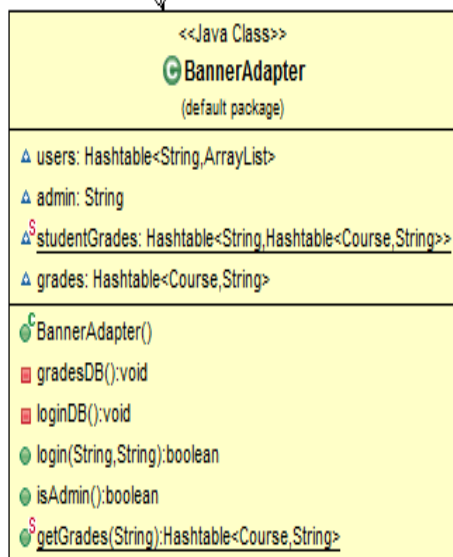 <<Java Class>>
C BannerAdapter
(default package)
users: Hashtable<String,ArrayList>
admin: String
S studentGrades: Hashtable<String,Hashtable<Course,String>>
grades: Hashtable<Course,String>
C BannerAdapter()
gradesDB():void
loginDB():void
login(String,String):boolean
isAdmin():boolean
S getGrades(String):Hashtable<Course,String>